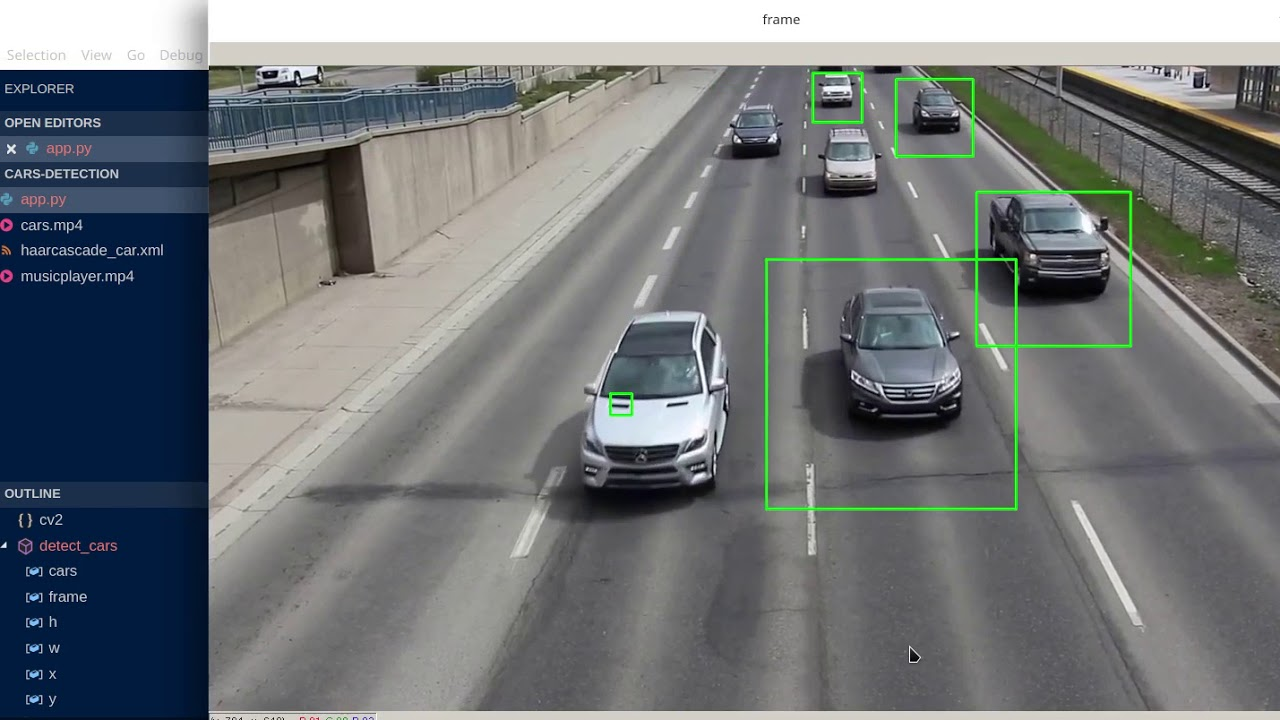 frame
Selection View Go Debug
EXPLORER
OPEN EDITORS
app.py
CARS-DETECTION
app.py
cars.mp4
haarcascade_car.xml
musicplayer.mp4
OUTLINE
{ } cv2
detect_cars
cars
frame
h
w
x
y